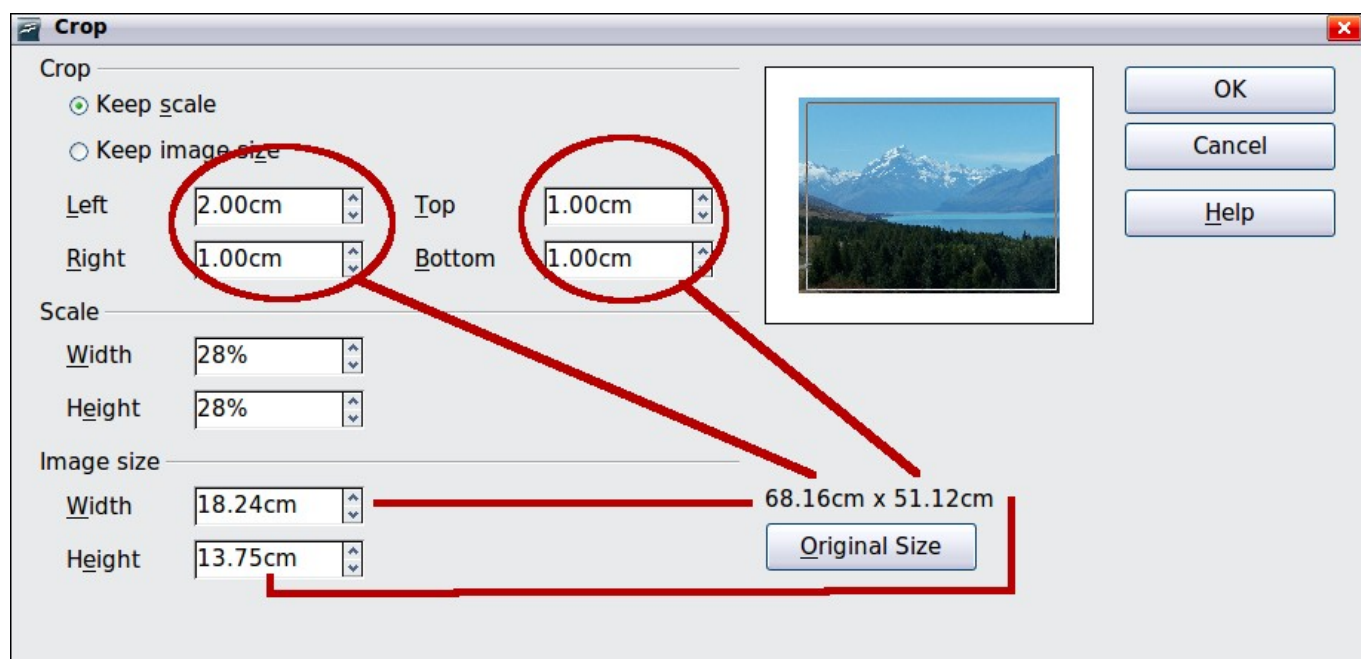 Crop
Crop
Keep scale
Keep image size
Left 2.00cm Top 1.00cm
Right 1.00cm Bottom 1.00cm
Scale
Width 28%
Height 28%
Image size
Width 18.24cm
Height 13.75cm
68.16cm x 51.12cm
Original Size
OK
Cancel
Help